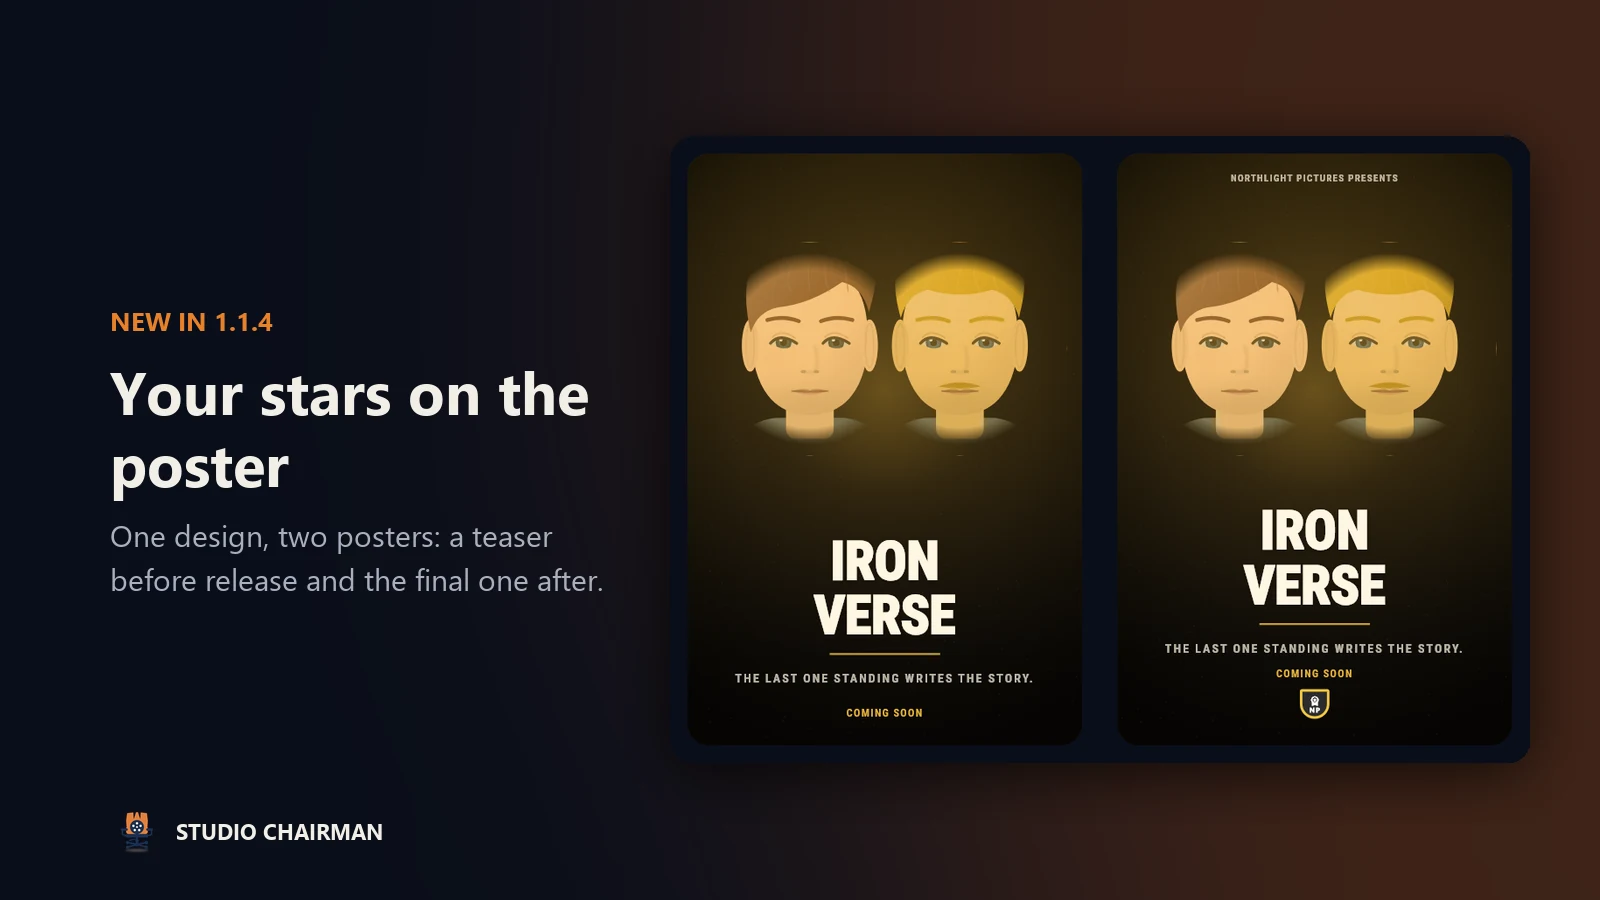 NEW IN 1.1.4
Your stars on the
poster
One design, two posters: a teaser
before release and the final one after.
STUDIO CHAIRMAN
IRON
VERSE
THE LAST ONE STANDING WRITES THE STORY.
COMING SOON
NORTHLIGHT PICTURES PRESENTS
IRON
VERSE
THE LAST ONE STANDING WRITES THE STORY.
COMING SOON
NP